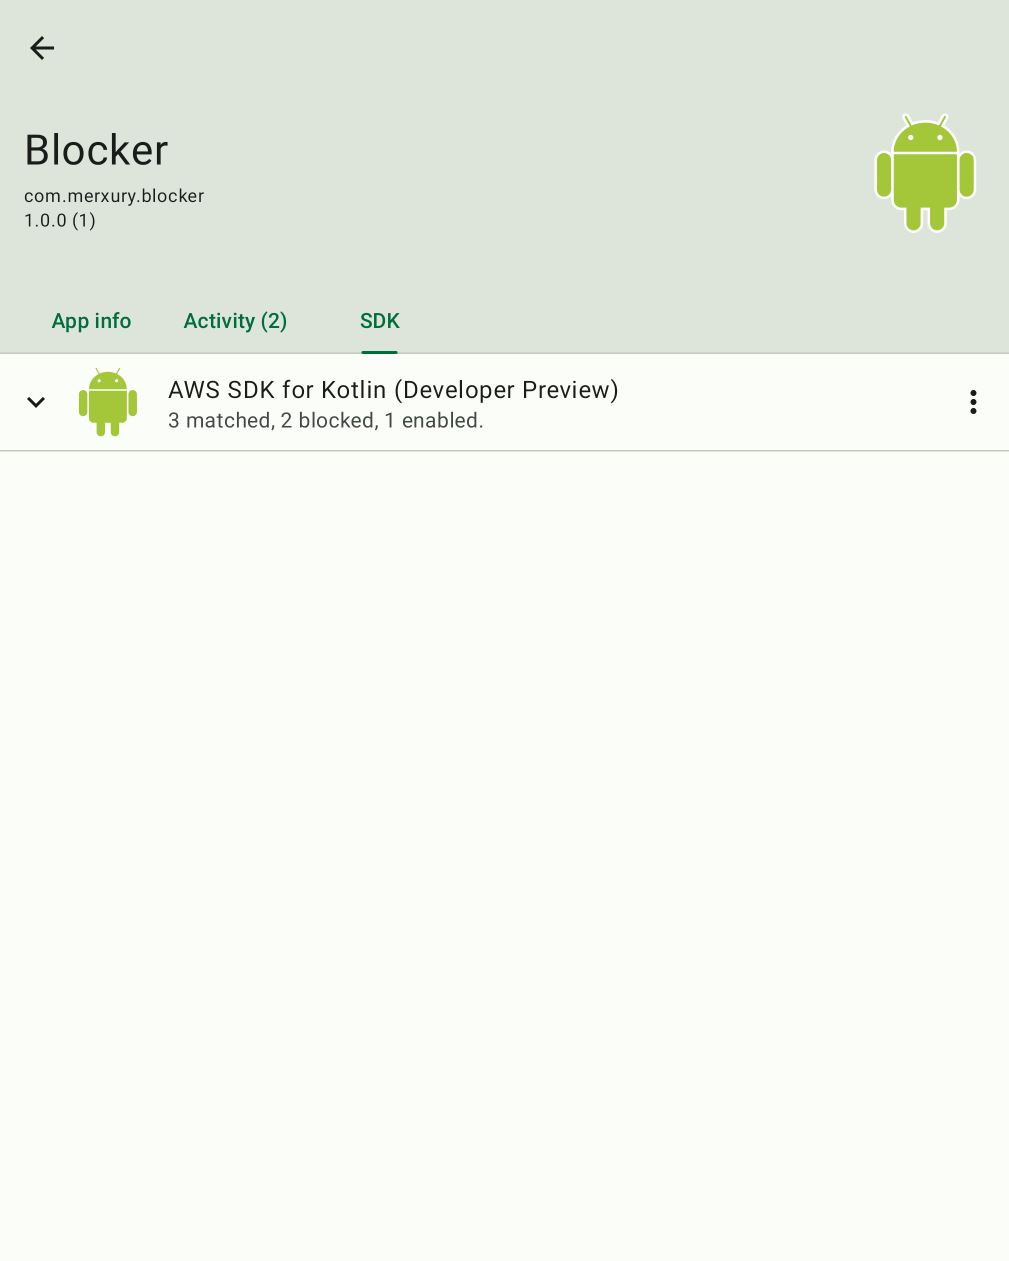 Blocker
com.merxury.blocker
1.0.0 (1)
App info
Activity (2)
SDK
AWS SDK for Kotlin (Developer Preview)
3 matched, 2 blocked, 1 enabled.